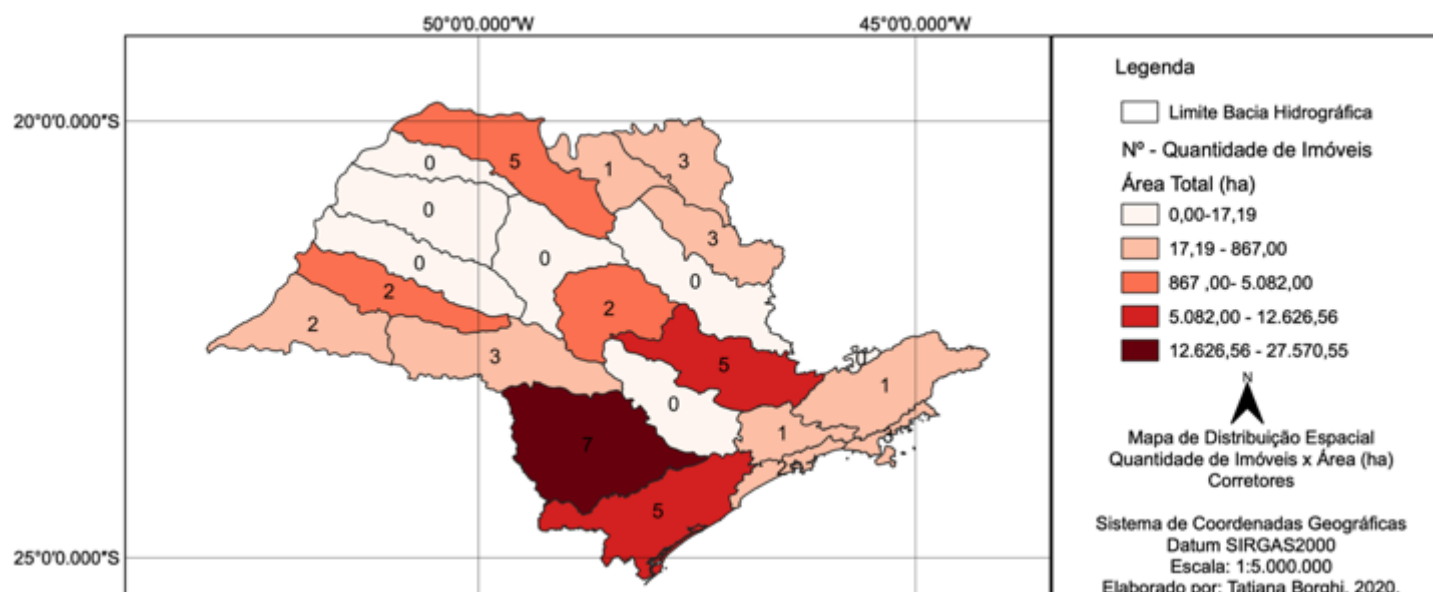 50°0'0.000"W
45°0'0.000"W
20°0'0.000"S
25°0'0.000"S
5
1
3
0
0
3
0
0
0
2
2
2
3
5
0
1
0
1
7
5
Legenda
Limite Bacia Hidrográfica
Nº - Quantidade de Imóveis
Área Total (ha)
0,00-17,19
17,19 - 867,00
867 ,00- 5.082,00
5.082,00 - 12.626,56
12.626,56 - 27.570,55
N
Mapa de Distribuição Espacial
Quantidade de Imóveis x Área (ha)
Corretores
Sistema de Coordenadas Geográficas
Datum SIRGAS2000
Escala: 1:5.000.000
Elaborado por: Tatiana Borghi, 2020.